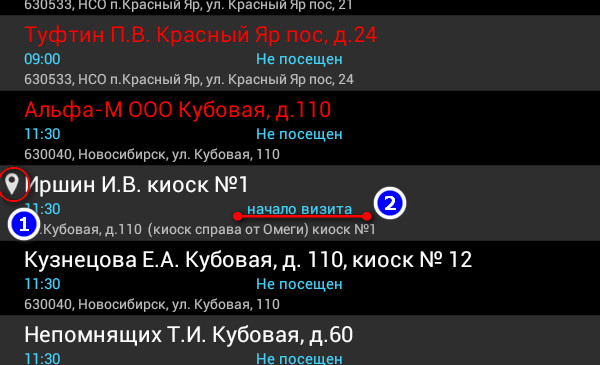 630533, НСО п.Красный Яр, ул. Красный Яр пос, 21
Туфтин П.В. Красный Яр пос, д.24
09:00 Не посещен
630533, НСО п.Красный Яр, ул. Красный Яр пос, 24
Альфа-М ООО Кубовая, д.110
11:30 Не посещен
630040, Новосибирск, ул. Кубовая, 110
Иршин И.В. киоск №1
11:30 начало визита 2
1 Кубовая, д.110 (киоск справа от Омеги) киоск №1
Кузнецова Е.А. Кубовая, д. 110, киоск № 12
11:30 Не посещен
630040, Новосибирск, ул. Кубовая, 110
Непомнящих Т.И. Кубовая, д.60
11:30 Не посещен